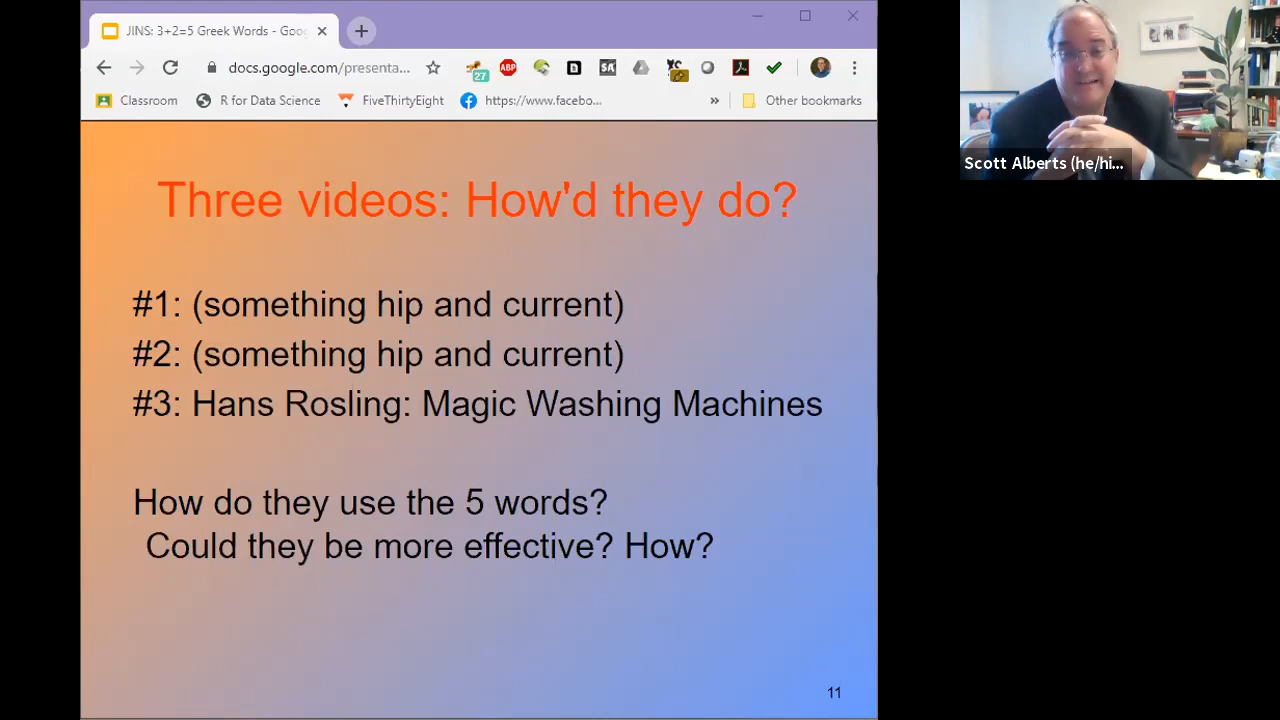 JINS: 3+2=5 Greek Words - Goo
docs.google.com/presenta...
27
ABP
Classroom
R for Data Science
FiveThirtyEight
https://www.facebo...
»
Other bookmarks
Three videos: How'd they do?
#1: (something hip and current)
#2: (something hip and current)
#3: Hans Rosling: Magic Washing Machines
How do they use the 5 words?
Could they be more effective? How?
11
Scott Alberts (he/hi...